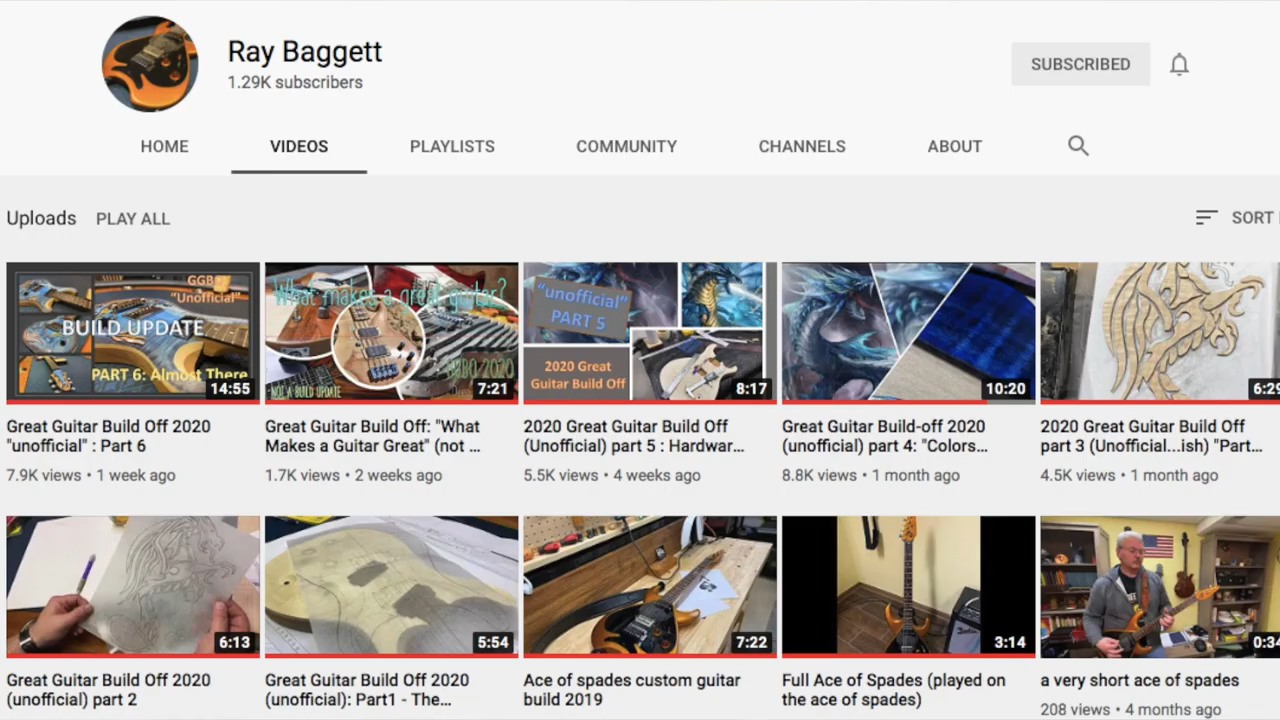 Ray Baggett
1.29K subscribers
SUBSCRIBED
HOME VIDEOS PLAYLISTS COMMUNITY CHANNELS ABOUT
Uploads PLAY ALL
SORT
GGBO
"Unofficial"
BUILD UPDATE
PART 6: Almost There
14:55
What makes a great guitar?
GGBO 2020
NOT A BUILD UPDATE
7:21
"unofficial"
PART 5
2020 Great
Guitar Build Off
8:17
10:20
6:29
Great Guitar Build Off 2020
"unofficial" : Part 6
7.9K views • 1 week ago
Great Guitar Build Off: "What
Makes a Guitar Great" (not ...
1.7K views • 2 weeks ago
2020 Great Guitar Build Off
(Unofficial) part 5 : Hardwar...
5.5K views • 4 weeks ago
Great Guitar Build-off 2020
(unofficial) part 4: "Colors...
8.8K views • 1 month ago
2020 Great Guitar Build Off
part 3 (Unofficial...ish) "Part...
4.5K views • 1 month ago
6:13
5:54
7:22
3:14
0:34
Great Guitar Build Off 2020
(unofficial) part 2
Great Guitar Build Off 2020
(unofficial): Part1 - The...
Ace of spades custom guitar
build 2019
Full Ace of Spades (played on
the ace of spades)
a very short ace of spades
208 views • 4 months ago